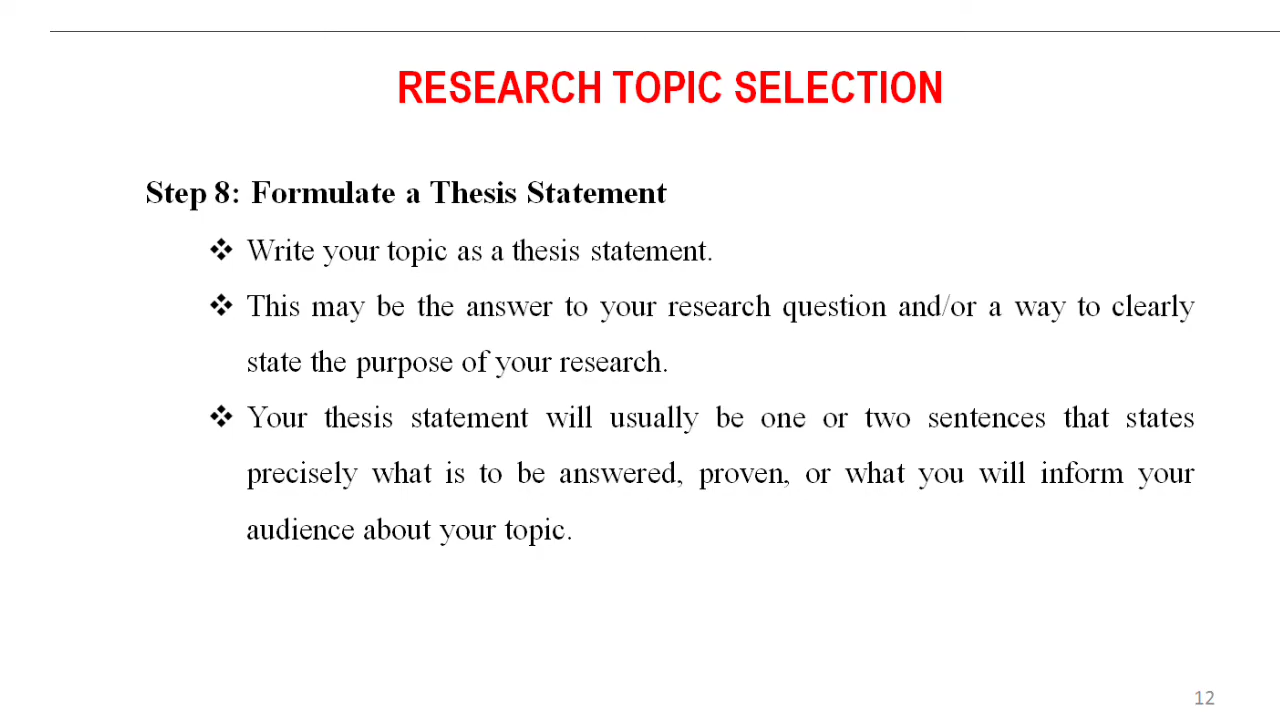 RESEARCH TOPIC SELECTION
Step 8: Formulate a Thesis Statement
❖ Write your topic as a thesis statement.
❖ This may be the answer to your research question and/or a way to clearly
state the purpose of your research.
❖ Your thesis statement will usually be one or two sentences that states
precisely what is to be answered, proven, or what you will inform your
audience about your topic.
12